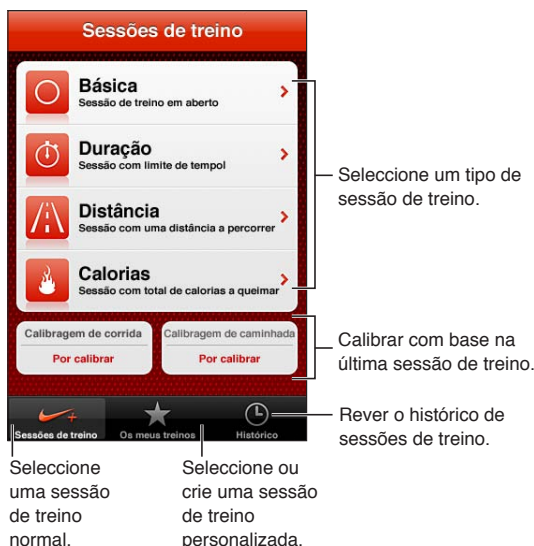 Sessões de treino
Básica
Sessão de treino em aberto
Duração
Sessão com limite de tempol
Distância
Sessão com uma distância a percorrer
Calorias
Sessão com total de calorias a queimar
Seleccione um tipo de
sessão de treino.
Calibragem de corrida
Por calibrar
Calibragem de caminhada
Por calibrar
Calibrar com base na
última sessão de treino.
Sessões de treino
Os meus treinos
Histórico
Rever o histórico de
sessões de treino.
Seleccione
uma sessão
de treino
normal.
Seleccione ou
crie uma sessão
de treino
personalizada.